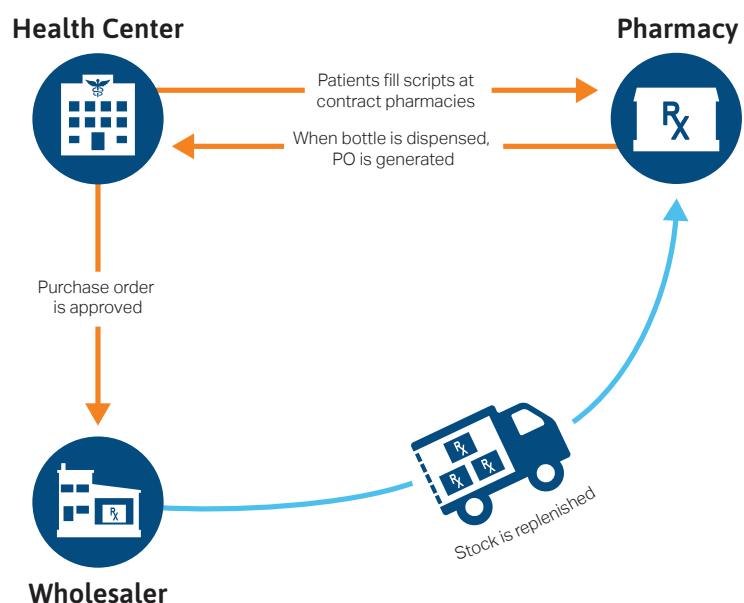 Health Center
Pharmacy
Patients fill scripts at
contract pharmacies
When bottle is dispensed,
PO is generated
Rx
Purchase order
is approved
Rx
Rx
Rx
Rx
Stock is replenished
Wholesaler